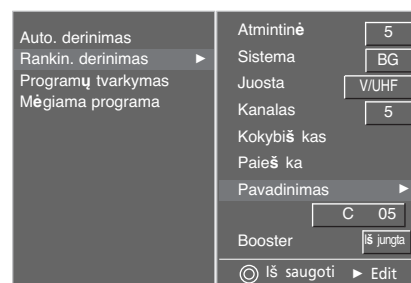 Auto. derinimas
Rankin. derinimas ►
Programų tvarkymas
Mėgiama programa
Atmintinė 5
Sistema BG
Juosta V/UHF
Kanalas 5
Kokybiš kas
Paieš ka
Pavadinimas ►
C 05
Booster Iš jungta
Iš saugoti ► Edit